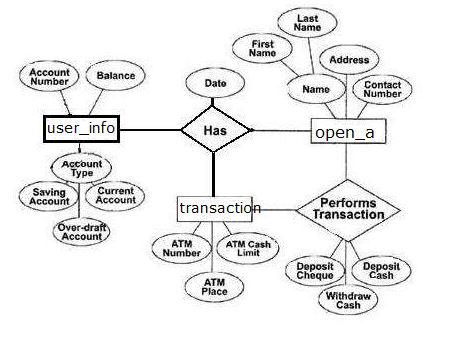 Last
Name
First
Name
Address
Account
Number
Balance
Date
Name
Contact
Number
user_info
Has
open_a
Account
Type
Saving
Account
Current
Account
Over-draft
Account
transaction
Performs
Transaction
ATM
Number
ATM Cash
Limit
ATM
Place
Deposit
Cheque
Deposit
Cash
Withdraw
Cash